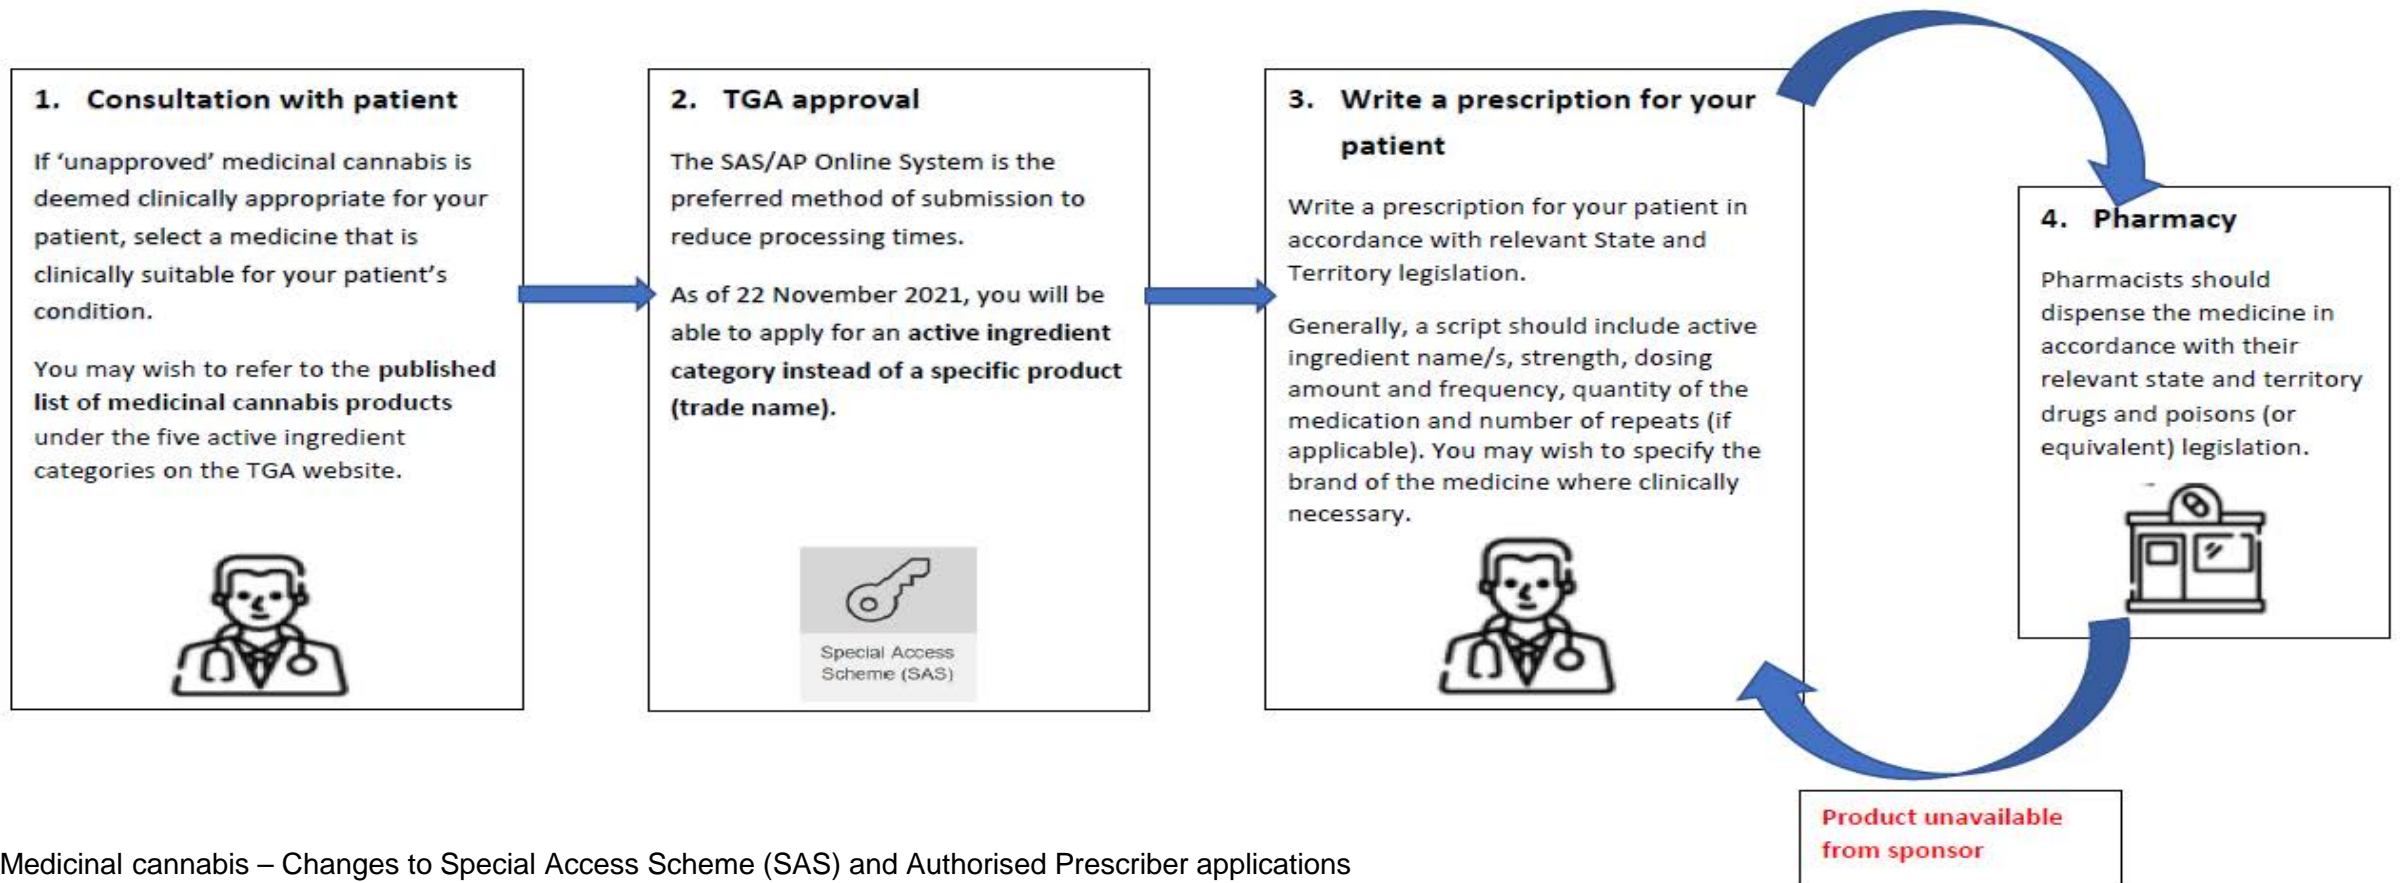 1. Consultation with patient
If ‘unapproved’ medicinal cannabis is
deemed clinically appropriate for your
patient, select a medicine that is
clinically suitable for your patient’s
condition.
You may wish to refer to the published
list of medicinal cannabis products
under the five active ingredient
categories on the TGA website.
2. TGA approval
The SAS/AP Online System is the
preferred method of submission to
reduce processing times.
As of 22 November 2021, you will be
able to apply for an active ingredient
category instead of a specific product
(trade name).
Special Access
Scheme (SAS)
3. Write a prescription for your
patient
Write a prescription for your patient in
accordance with relevant State and
Territory legislation.
Generally, a script should include active
ingredient name/s, strength, dosing
amount and frequency, quantity of the
medication and number of repeats (if
applicable). You may wish to specify the
brand of the medicine where clinically
necessary.
4. Pharmacy
Pharmacists should
dispense the medicine in
accordance with their
relevant state and territory
drugs and poisons (or
equivalent) legislation.
Product unavailable
from sponsor
Medicinal cannabis – Changes to Special Access Scheme (SAS) and Authorised Prescriber applications